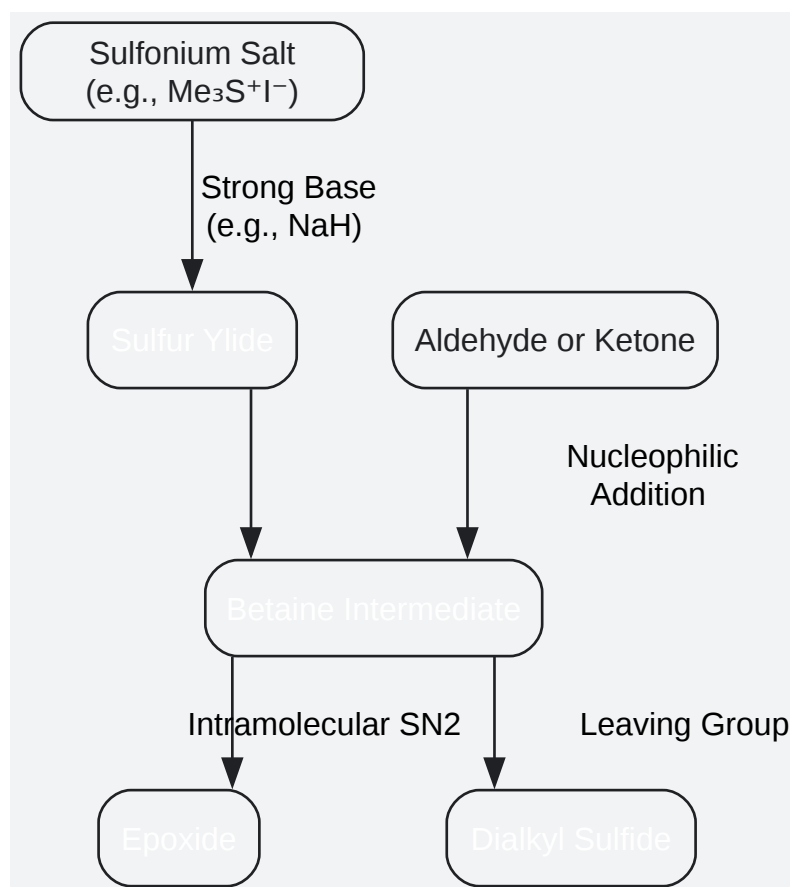 Sulfonium Salt
(e.g., Me₃S⁺I⁻)
Strong Base
(e.g., NaH)
Sulfur Ylide
Aldehyde or Ketone
Nucleophilic
Addition
Betaine Intermediate
Intramolecular SN2
Leaving Group
Epoxide
Dialkyl Sulfide